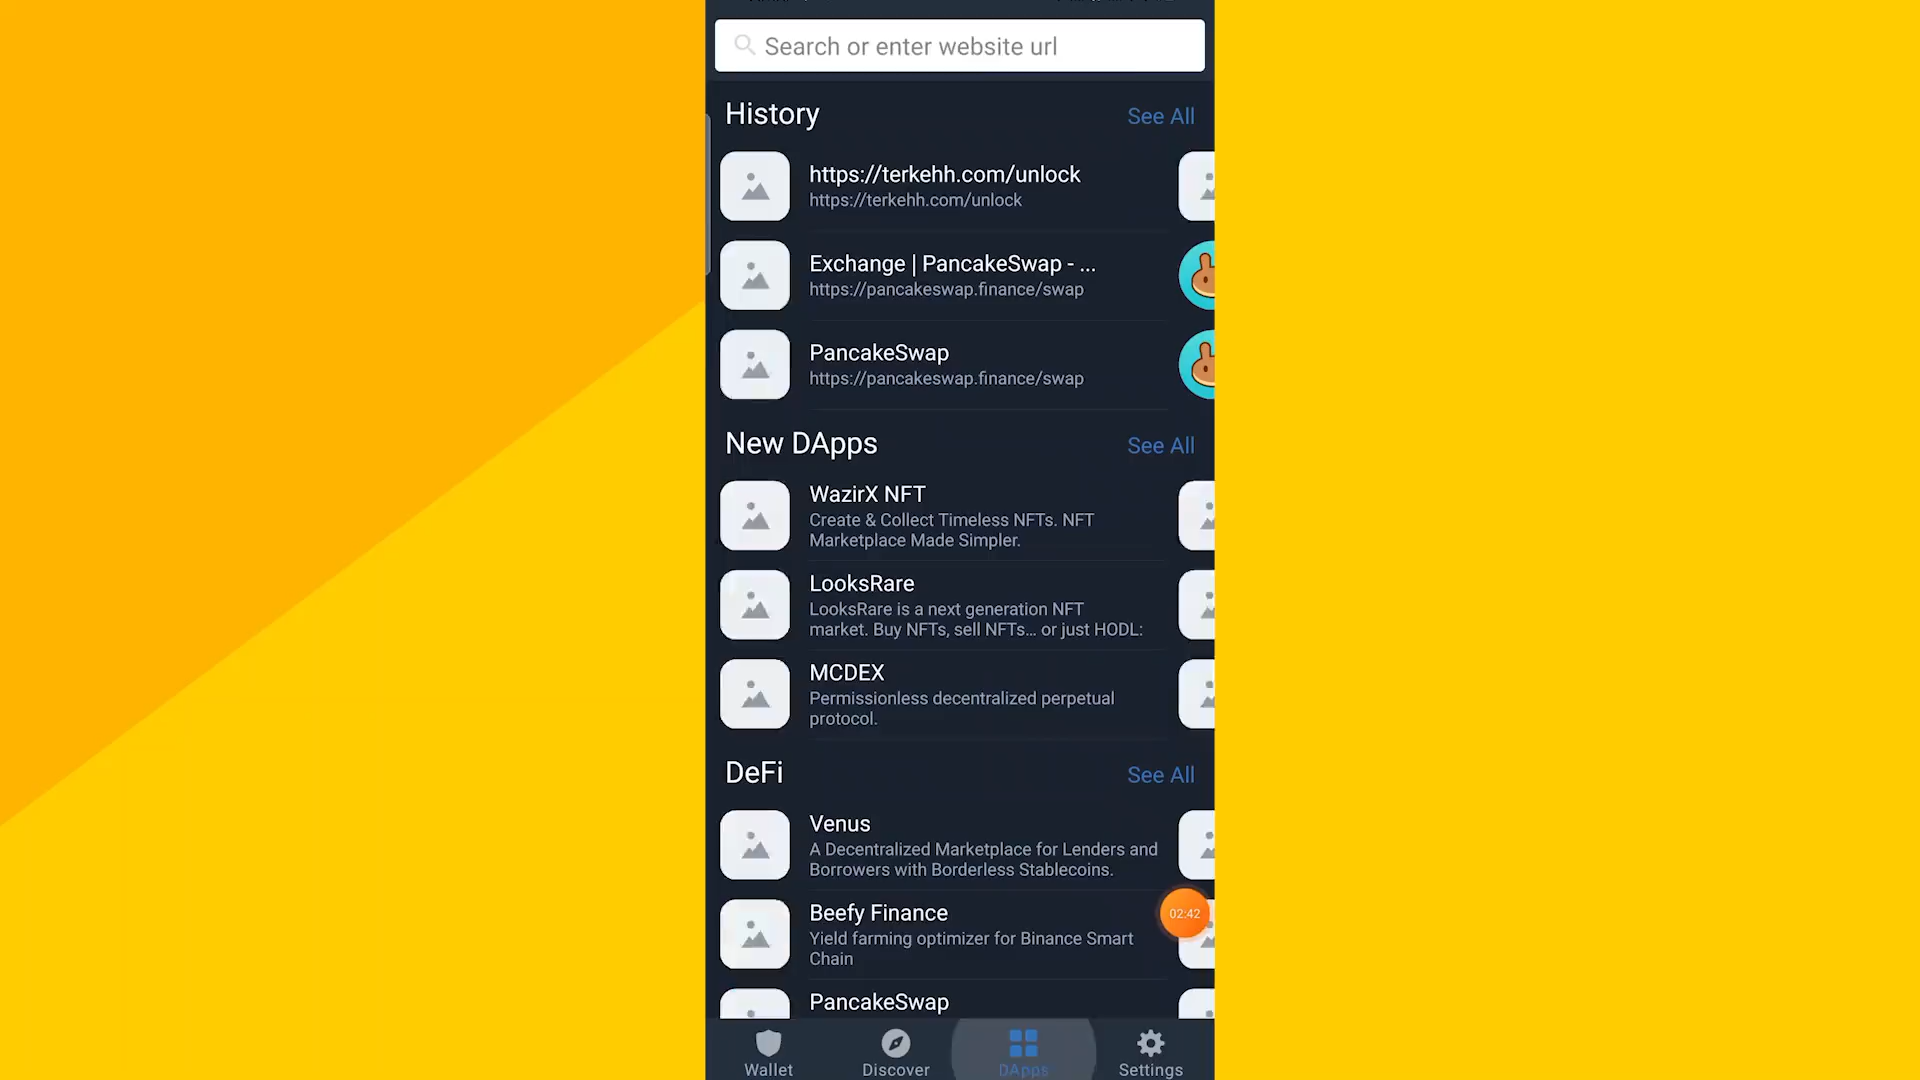 Search or enter website url
History
See All
https://terkehh.com/unlock
https://terkehh.com/unlock
Exchange | PancakeSwap - ...
https://pancakeswap.finance/swap
PancakeSwap
https://pancakeswap.finance/swap
New DApps
See All
WazirX NFT
Create & Collect Timeless NFTs. NFT
Marketplace Made Simpler.
LooksRare
LooksRare is a next generation NFT
market. Buy NFTs, sell NFTs... or just HODL:
MCDEX
Permissionless decentralized perpetual
protocol.
DeFi
See All
Venus
A Decentralized Marketplace for Lenders and
Borrowers with Borderless Stablecoins.
Beefy Finance
02:42
Yield farming optimizer for Binance Smart
Chain
PancakeSwap
Wallet
Discover
DApps
Settings